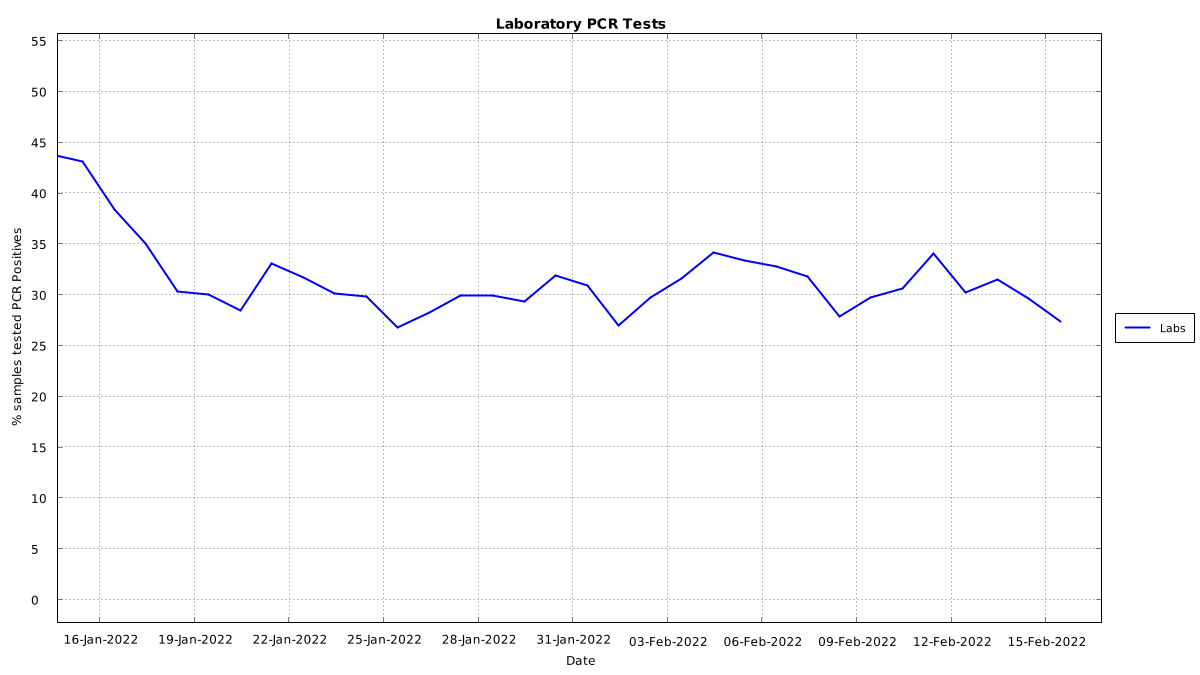 Laboratory PCR Tests
55
50
45
40
35
30
25
20
15
10
5
0
% samples tested PCR Positives
16-Jan-2022 19-Jan-2022 22-Jan-2022 25-Jan-2022 28-Jan-2022 31-Jan-2022 03-Feb-2022 06-Feb-2022 09-Feb-2022 12-Feb-2022 15-Feb-2022
Date
Labs